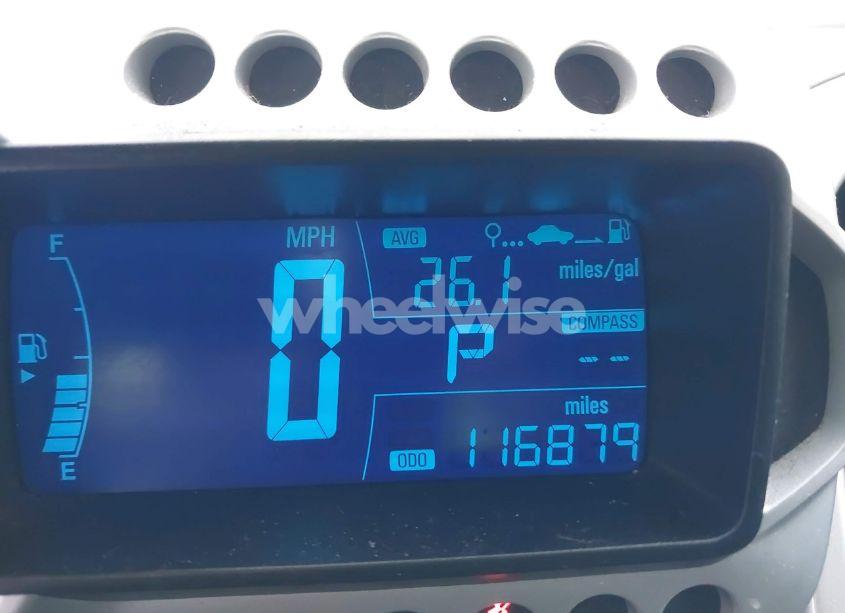 F
MPH
AVG
26.1 miles/gal
0
wheelwise
COMPASS
P -- --
miles
E
ODO 116879